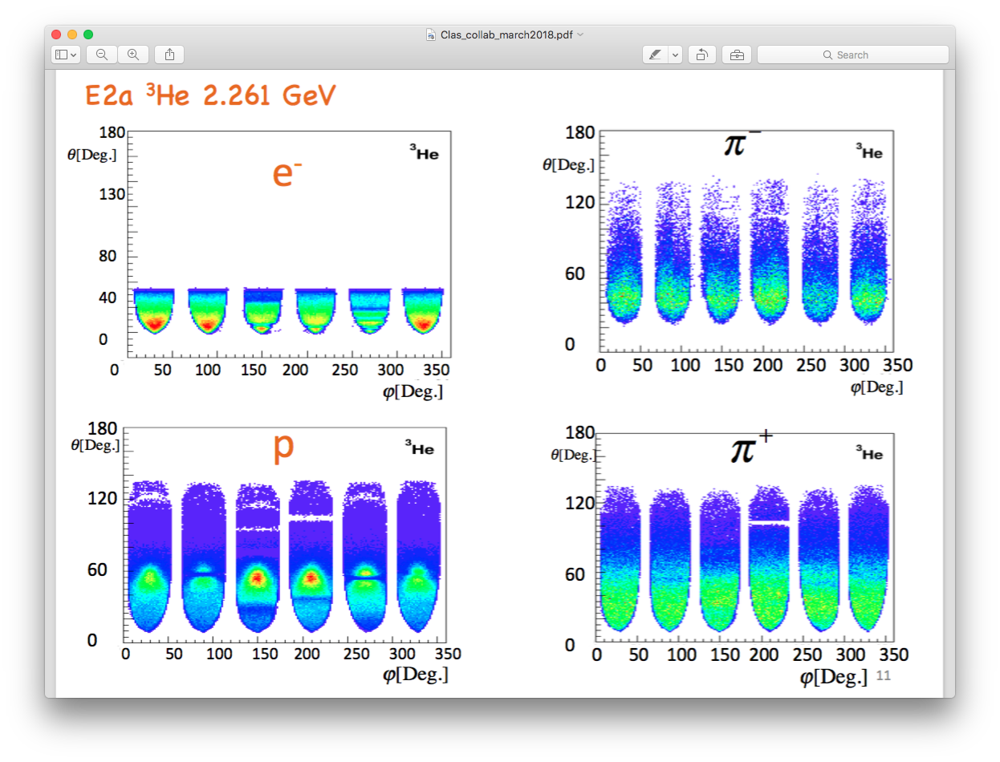 Clas_collab_march2018.pdf
Search
E2a ³He 2.261 GeV
180
θ[Deg.]
130
80
40
0
e⁻
³He
0 50 100 150 200 250 300 350
φ[Deg.]
180
θ[Deg.]
120
60
0
π⁻
³He
0 50 100 150 200 250 300 350
φ[Deg.]
180
θ[Deg.]
120
60
0
p
³He
0 50 100 150 200 250 300 350
φ[Deg.]
180
θ[Deg.]
120
60
0
π⁺
³He
0 50 100 150 200 250 300 350
φ[Deg.]
11